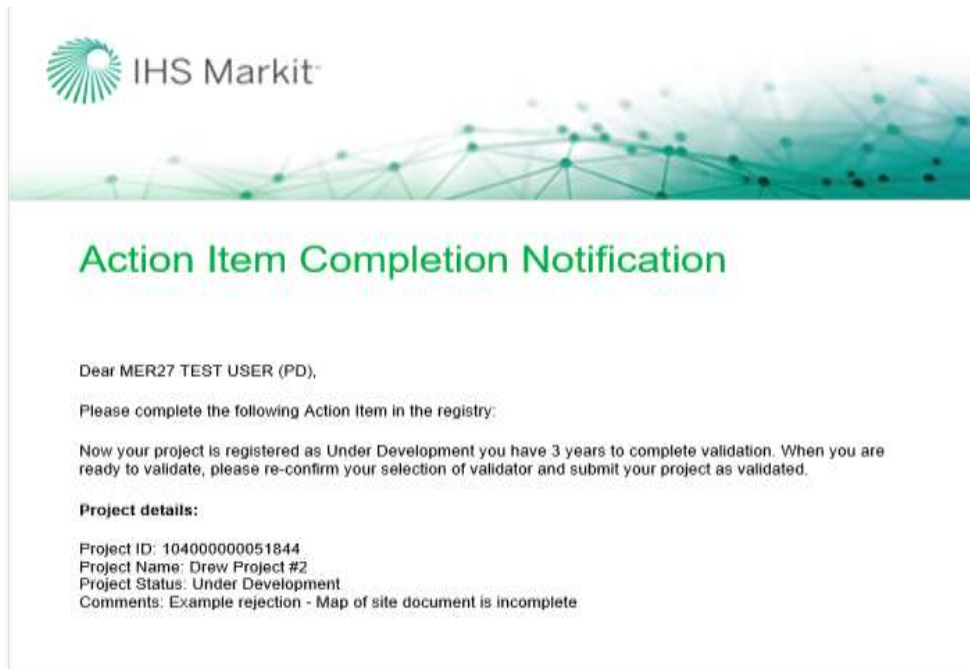 IHS Markit™
Action Item Completion Notification
Dear MER27 TEST USER (PD),
Please complete the following Action Item in the registry:
Now your project is registered as Under Development you have 3 years to complete validation. When you are
ready to validate, please re-confirm your selection of validator and submit your project as validated.
Project details:
Project ID: 104000000051844
Project Name: Drew Project #2
Project Status: Under Development
Comments: Example rejection - Map of site document is incomplete